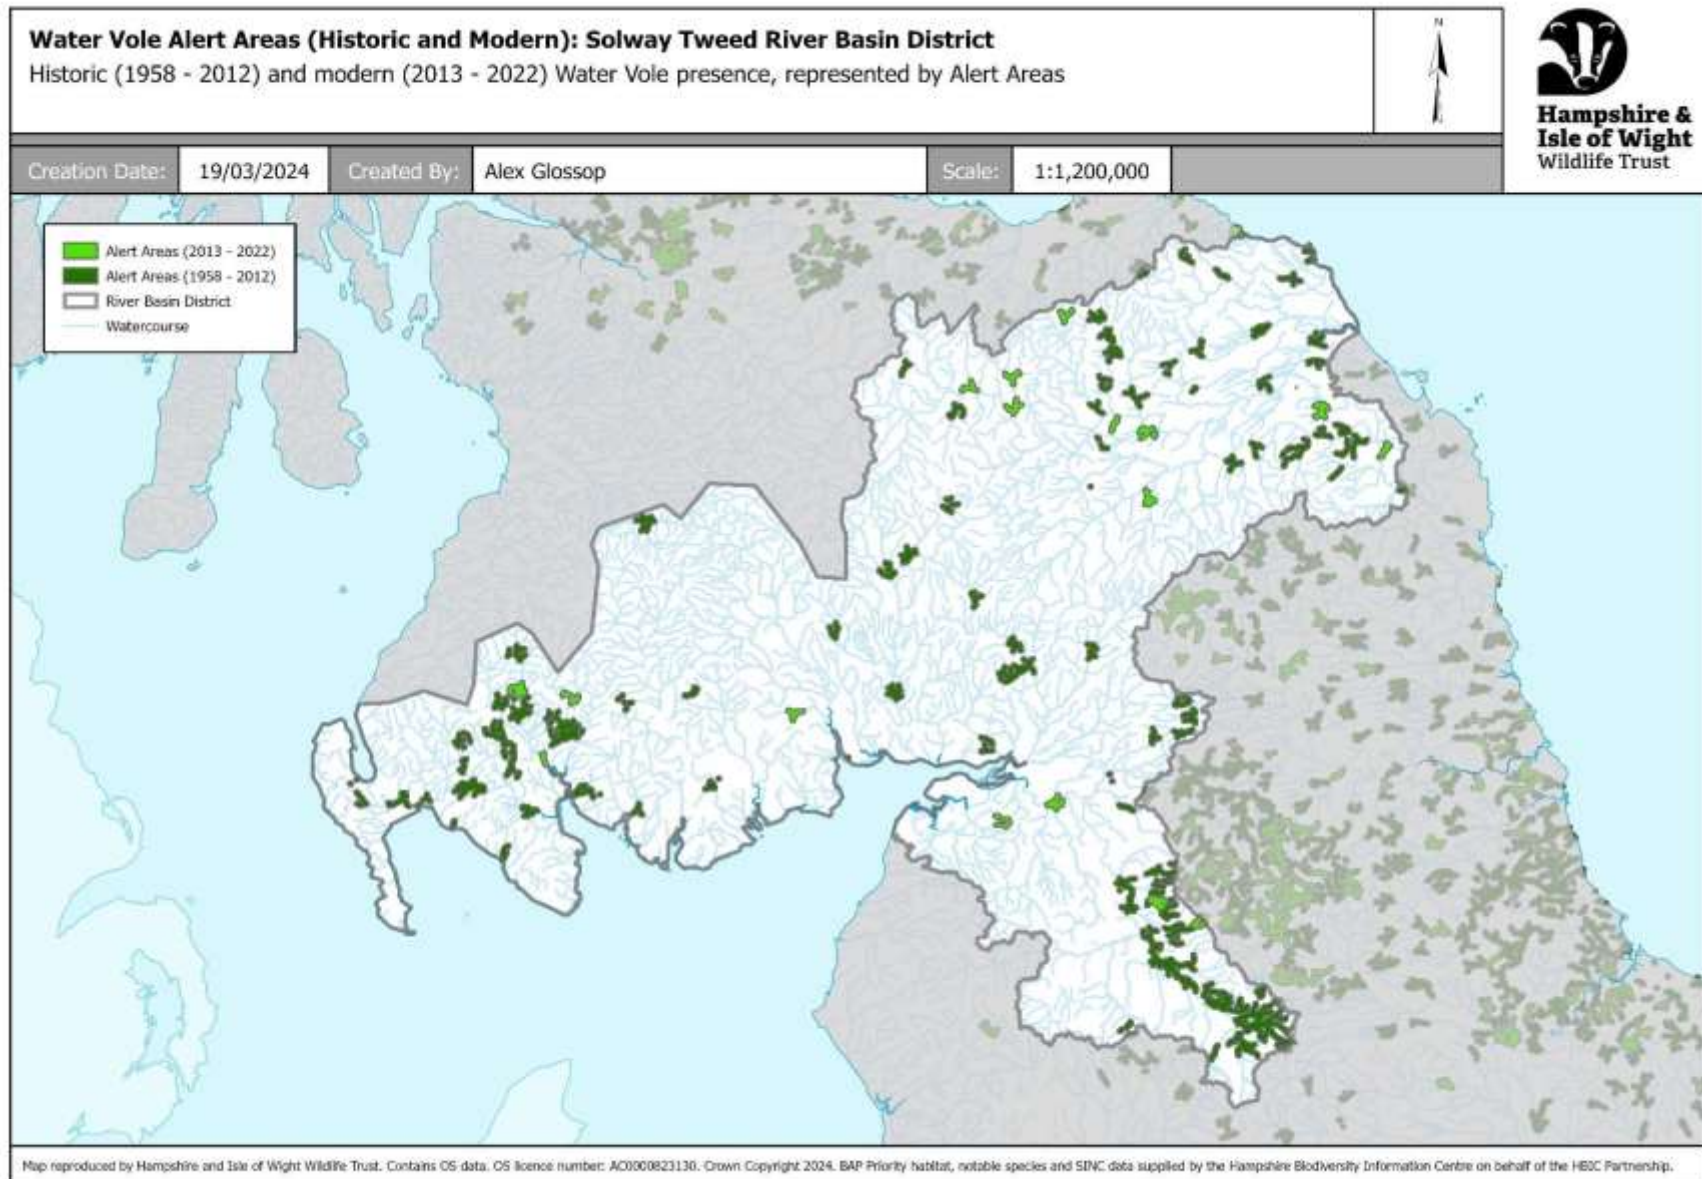 Water Vole Alert Areas (Historic and Modern): Solway Tweed River Basin District
Historic (1958 - 2012) and modern (2013 - 2022) Water Vole presence, represented by Alert Areas
N
Hampshire &
Isle of Wight
Wildlife Trust
Creation Date: 19/03/2024 Created By: Alex Glossop Scale: 1:1,200,000
Alert Areas (2013 - 2022)
Alert Areas (1958 - 2012)
River Basin District
Watercourse
Map reproduced by Hampshire and Isle of Wight Wildlife Trust. Contains OS data. OS licence number: AC0000823130. Crown Copyright 2024. BAP Priority habitat, notable species and SINC data supplied by the Hampshire Biodiversity Information Centre on behalf of the HBIC Partnership.